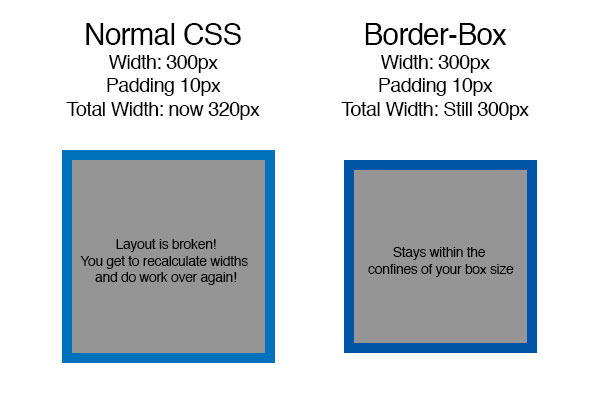 Normal CSS
Width: 300px
Padding 10px
Total Width: now 320px
Layout is broken!
You get to recalculate widths
and do work over again!
Border-Box
Width: 300px
Padding 10px
Total Width: Still 300px
Stays within the
confines of your box size